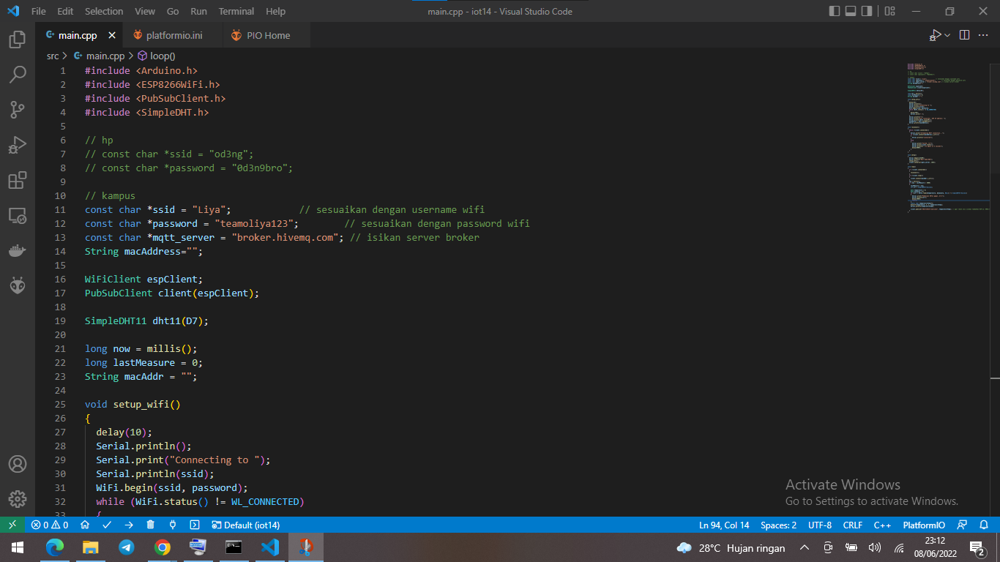 File Edit Selection View Go Run Terminal Help
main.cpp - iot14 - Visual Studio Code
main.cpp
platformio.ini
PIO Home
src > main.cpp > loop()
1 #include <Arduino.h>
2 #include <ESP8266WiFi.h>
3 #include <PubSubClient.h>
4 #include <SimpleDHT.h>
5
6 // hp
7 // const char *ssid = "od3ng";
8 // const char *password = "0d3n9bro";
9
10 // kampus
11 const char *ssid = "Liya"; // sesuaikan dengan username wifi
12 const char *password = "teamoliya123"; // sesuaikan dengan password wifi
13 const char *mqtt_server = "broker.hivemq.com"; // isikan server broker
14 String macAddress="";
15
16 WiFiClient espClient;
17 PubSubClient client(espClient);
18
19 SimpleDHT11 dht11(D7);
20
21 long now = millis();
22 long lastMeasure = 0;
23 String macAddr = "";
24
25 void setup_wifi()
26 {
27 delay(10);
28 Serial.println();
29 Serial.print("Connecting to ");
30 Serial.println(ssid);
31 WiFi.begin(ssid, password);
32 while (WiFi.status() != WL_CONNECTED)
33 {
Activate Windows
Go to Settings to activate Windows.
0 0 Default (iot14) Ln 94, Col 14 Spaces: 2 UTF-8 CRLF C++ PlatformIO
28°C Hujan ringan
23:12
08/06/2022
2